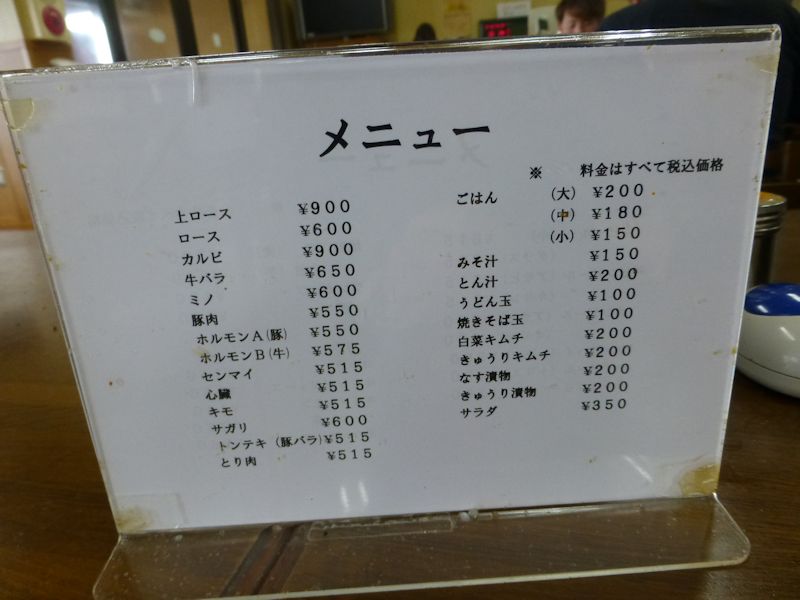 メニュー
※ 料金はすべて税込価格
上ロース ￥900
ロース ￥600
カルビ ￥900
牛バラ ￥650
ミノ ￥600
豚肉 ￥550
ホルモンA(豚) ￥550
ホルモンB(牛) ￥575
センマイ ￥515
心臓 ￥515
キモ ￥515
サガリ ￥600
トンテキ（豚バラ)￥515
とり肉 ￥515
ごはん （大）￥200
（中）￥180
（小）￥150
みそ汁 ￥150
とん汁 ￥200
うどん玉 ￥100
焼きそば玉 ￥100
白菜キムチ ￥200
きゅうりキムチ ￥200
なす漬物 ￥200
きゅうり漬物 ￥200
サラダ ￥350